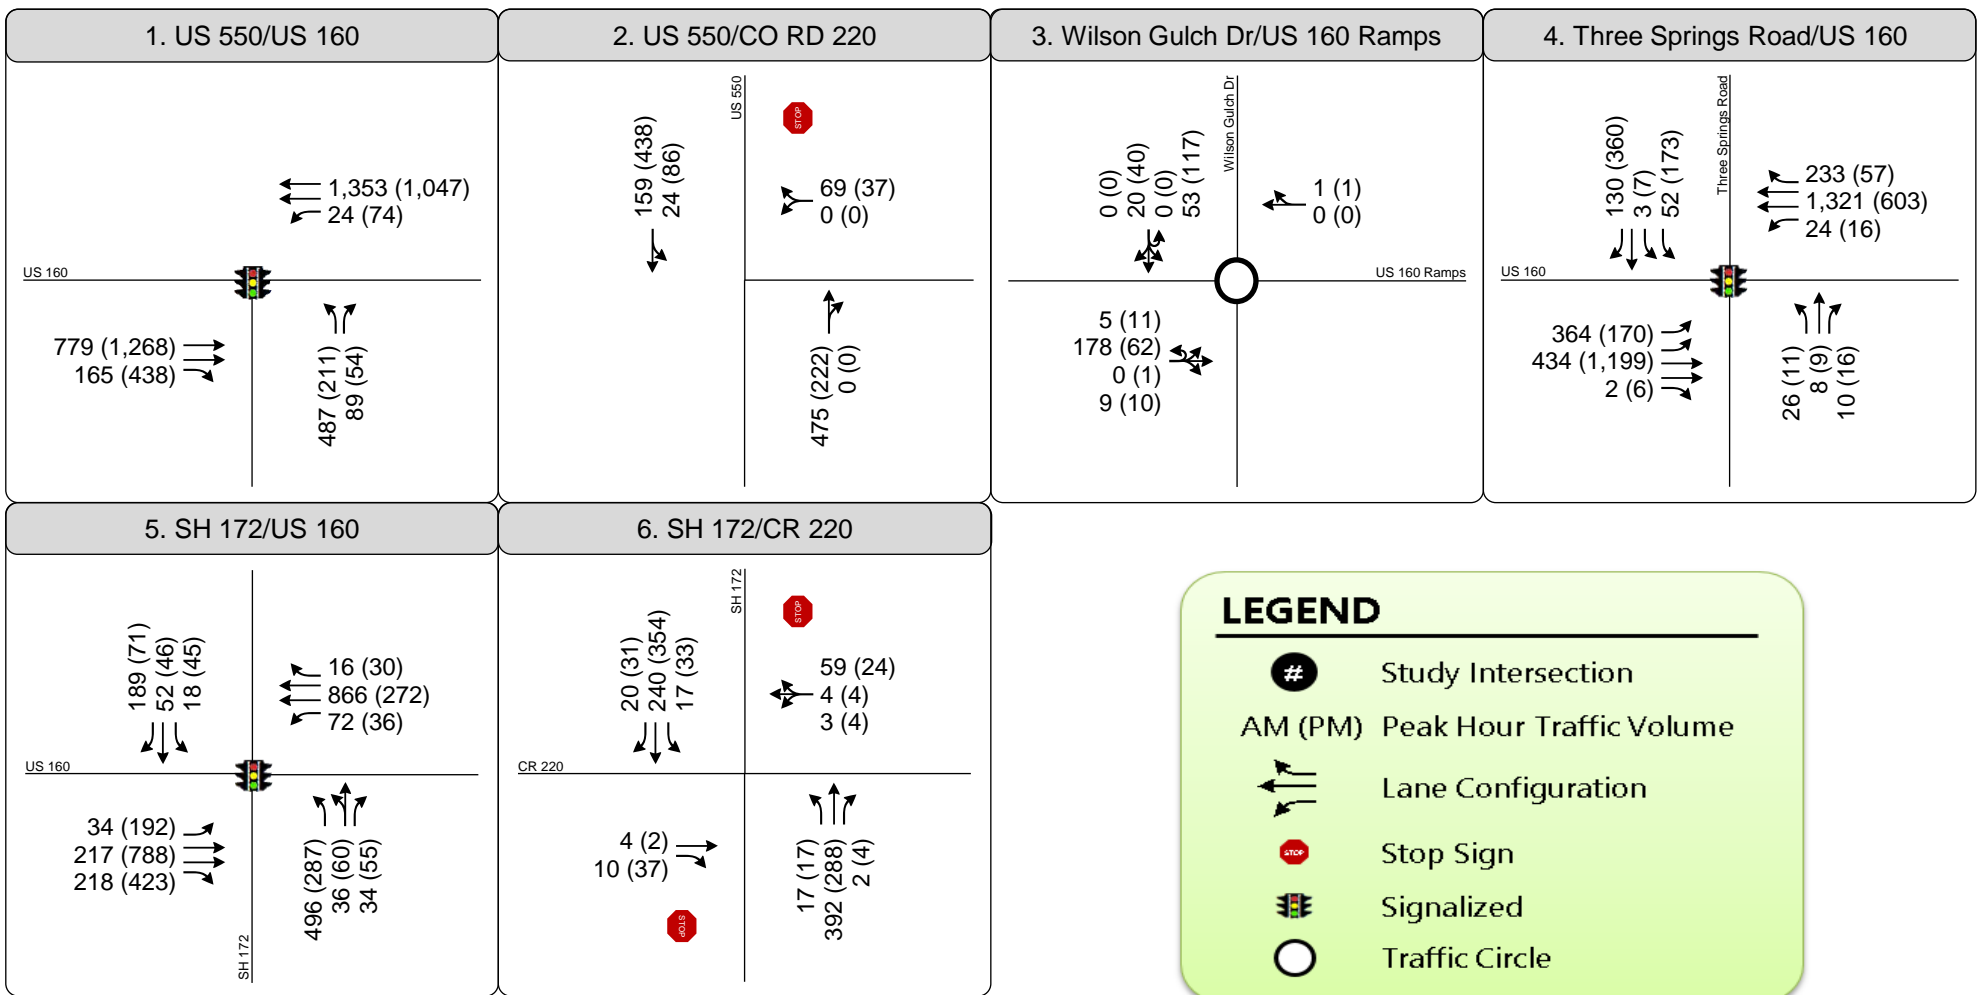 1. US 550/US 160
1,353 (1,047)
24 (74)
US 160
779 (1,268)
165 (438)
487 (211)
89 (54)
2. US 550/CO RD 220
US 550
STOP
159 (438)
24 (86)
69 (37)
0 (0)
475 (222)
0 (0)
3. Wilson Gulch Dr/US 160 Ramps
Wilson Gulch Dr
0 (0)
20 (40)
0 (0)
53 (117)
1 (1)
0 (0)
US 160 Ramps
5 (11)
178 (62)
0 (1)
9 (10)
4. Three Springs Road/US 160
Three Springs Road
130 (360)
3 (7)
52 (173)
233 (57)
1,321 (603)
24 (16)
US 160
364 (170)
434 (1,199)
2 (6)
26 (11)
8 (9)
10 (16)
5. SH 172/US 160
189 (71)
52 (46)
18 (45)
16 (30)
866 (272)
72 (36)
US 160
34 (192)
217 (788)
218 (423)
496 (287)
36 (60)
34 (55)
SH 172
6. SH 172/CR 220
SH 172
STOP
20 (31)
240 (354)
17 (33)
59 (24)
4 (4)
3 (4)
CR 220
4 (2)
10 (37)
STOP
17 (17)
392 (288)
2 (4)
LEGEND
# Study Intersection
AM (PM) Peak Hour Traffic Volume
Lane Configuration
STOP Stop Sign
Signalized
Traffic Circle